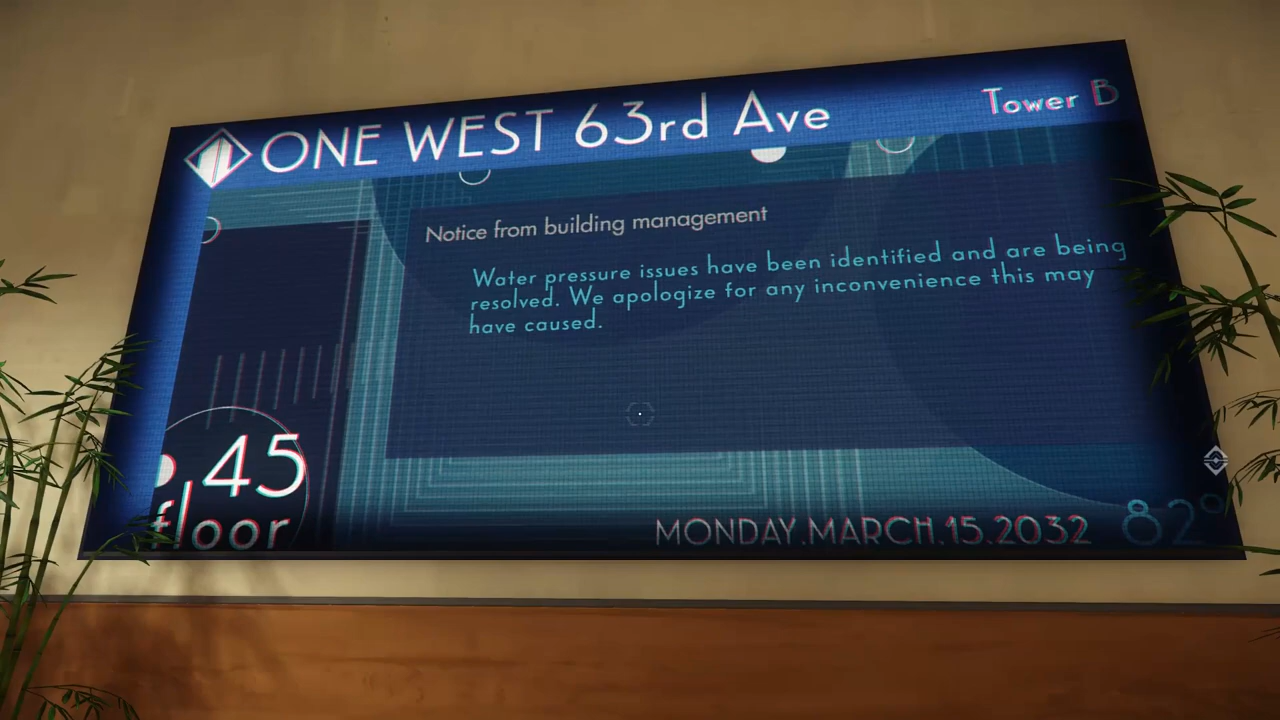 ONE WEST 63rd Ave
Tower B
Notice from building management
Water pressure issues have been identified and are being
resolved. We apologize for any inconvenience this may
have caused.
.45
floor
MONDAY.MARCH.15.2032
82°